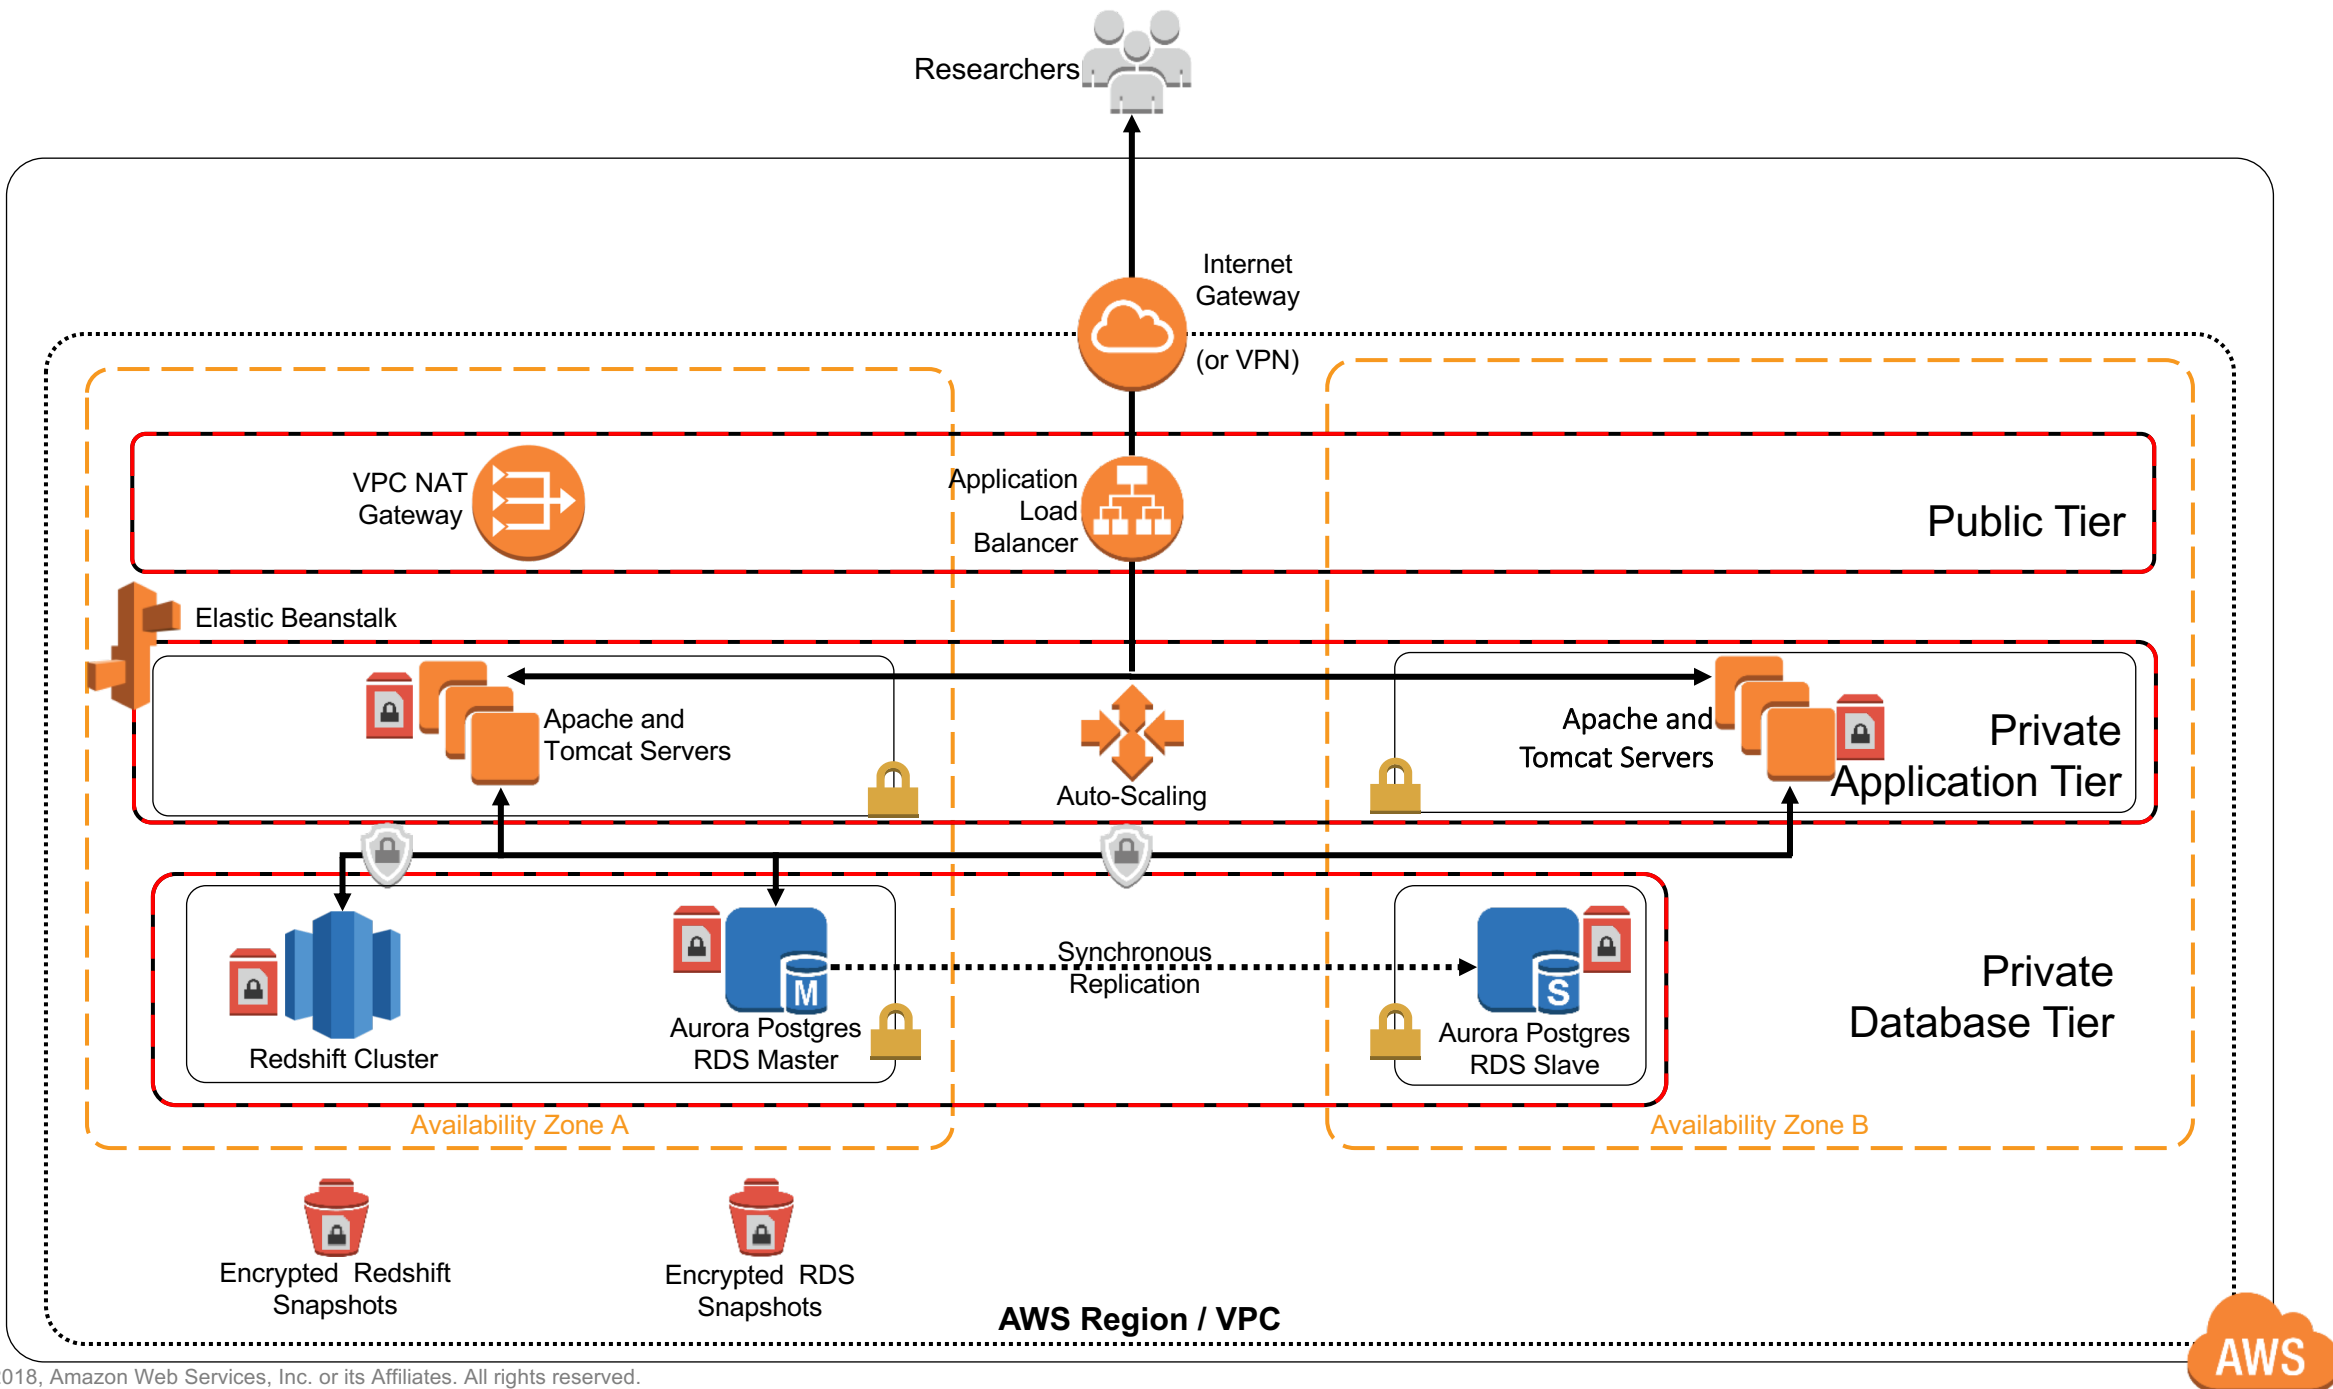 Researchers
Internet
Gateway
(or VPN)
VPC NAT
Gateway
Application
Load
Balancer
Public Tier
Elastic Beanstalk
Apache and
Tomcat Servers
Auto-Scaling
Apache and
Tomcat Servers
Private
Application Tier
Redshift Cluster
M
Aurora Postgres
RDS Master
Synchronous
Replication
S
Aurora Postgres
RDS Slave
Private
Database Tier
Availability Zone A
Availability Zone B
Encrypted Redshift
Snapshots
Encrypted RDS
Snapshots
AWS Region / VPC
AWS
018, Amazon Web Services, Inc. or its Affiliates. All rights reserved.